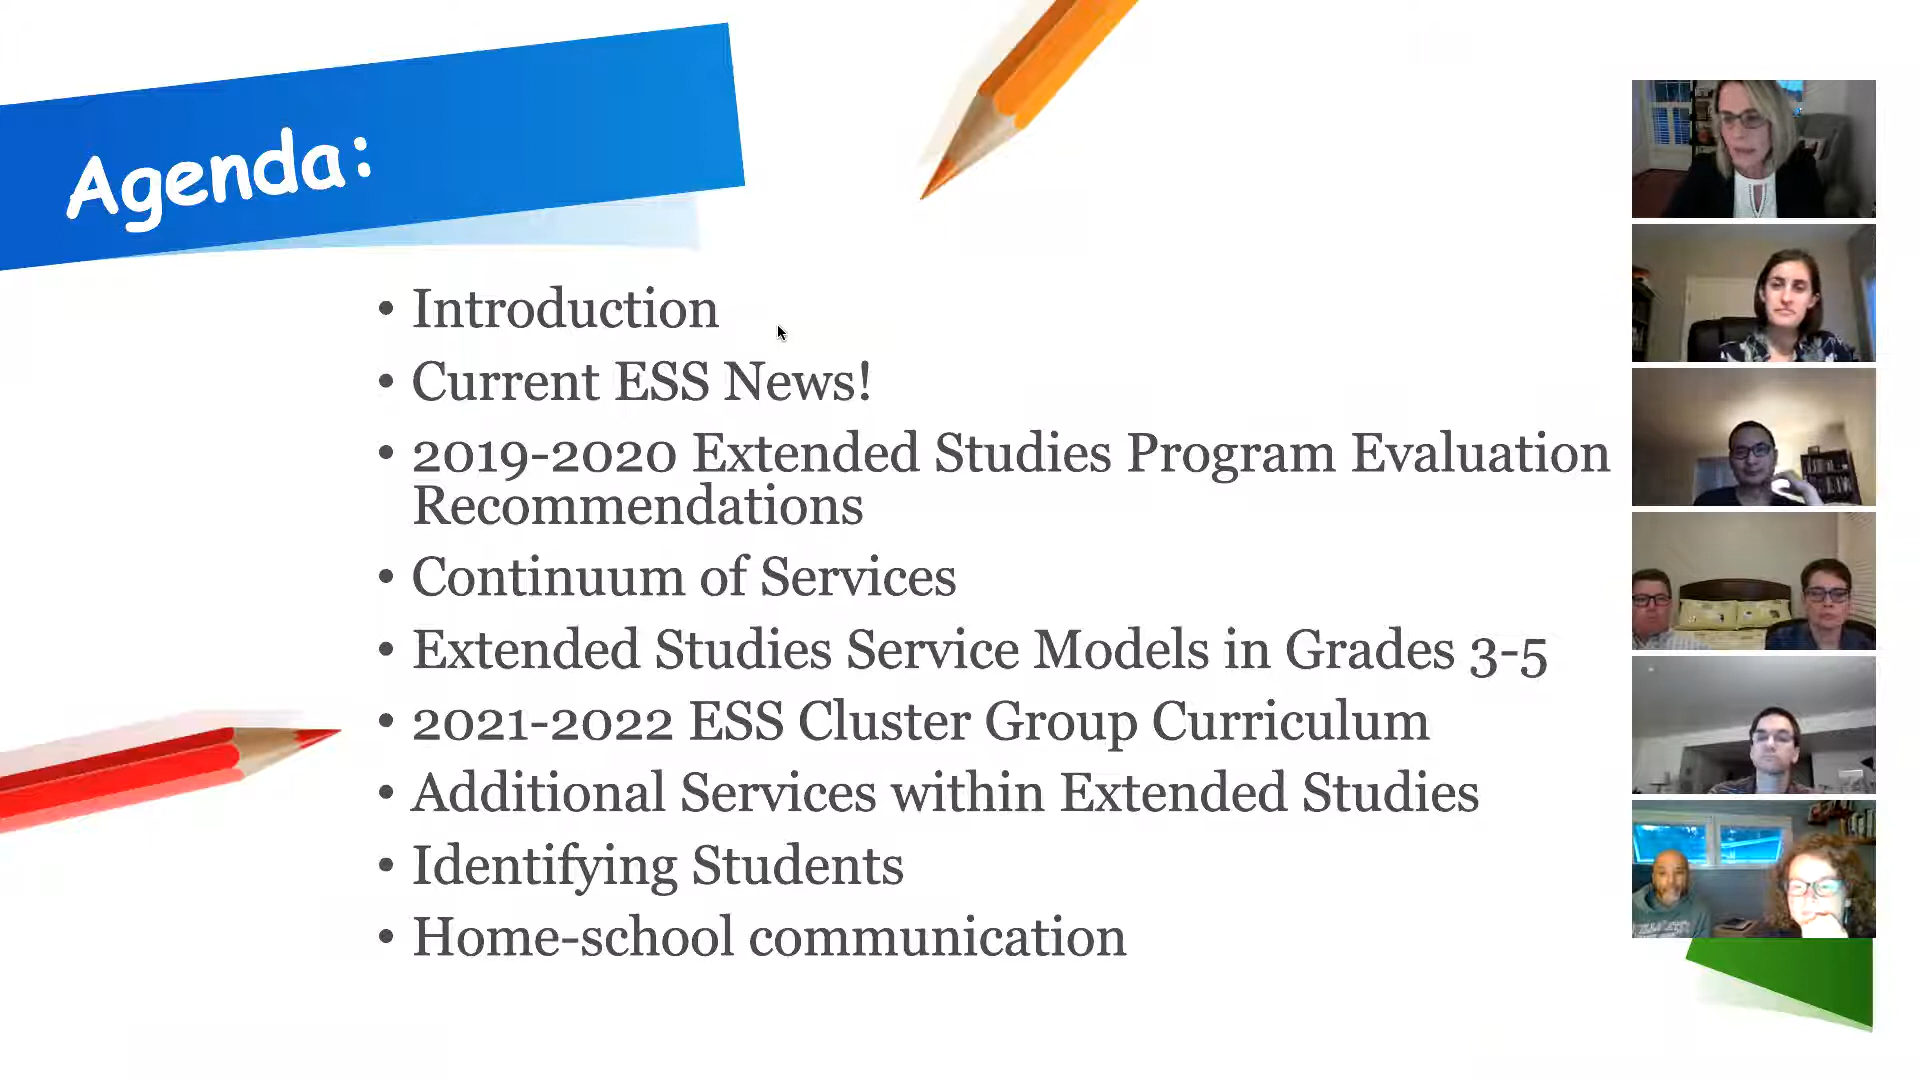 Agenda:
• Introduction
• Current ESS News!
• 2019-2020 Extended Studies Program Evaluation
Recommendations
• Continuum of Services
• Extended Studies Service Models in Grades 3-5
• 2021-2022 ESS Cluster Group Curriculum
• Additional Services within Extended Studies
• Identifying Students
• Home-school communication